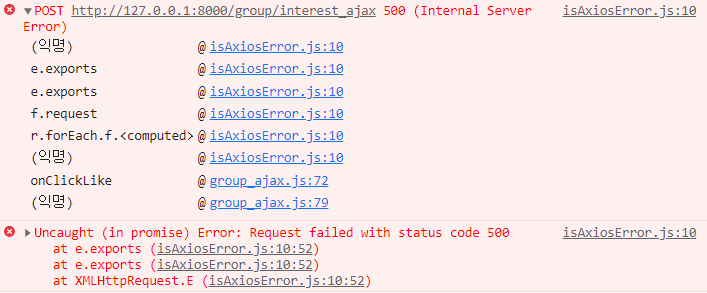 ▼POST http://127.0.0.1:8000/group/interest_ajax 500 (Internal Server isAxiosError.js:10
Error)
(익명) @ isAxiosError.js:10
e.exports @ isAxiosError.js:10
e.exports @ isAxiosError.js:10
f.request @ isAxiosError.js:10
r.forEach.f.<computed> @ isAxiosError.js:10
(익명) @ isAxiosError.js:10
onClickLike @ group_ajax.js:72
(익명) @ group_ajax.js:79
▶Uncaught (in promise) Error: Request failed with status code 500 isAxiosError.js:10
at e.exports (isAxiosError.js:10:52)
at e.exports (isAxiosError.js:10:52)
at XMLHttpRequest.E (isAxiosError.js:10:52)